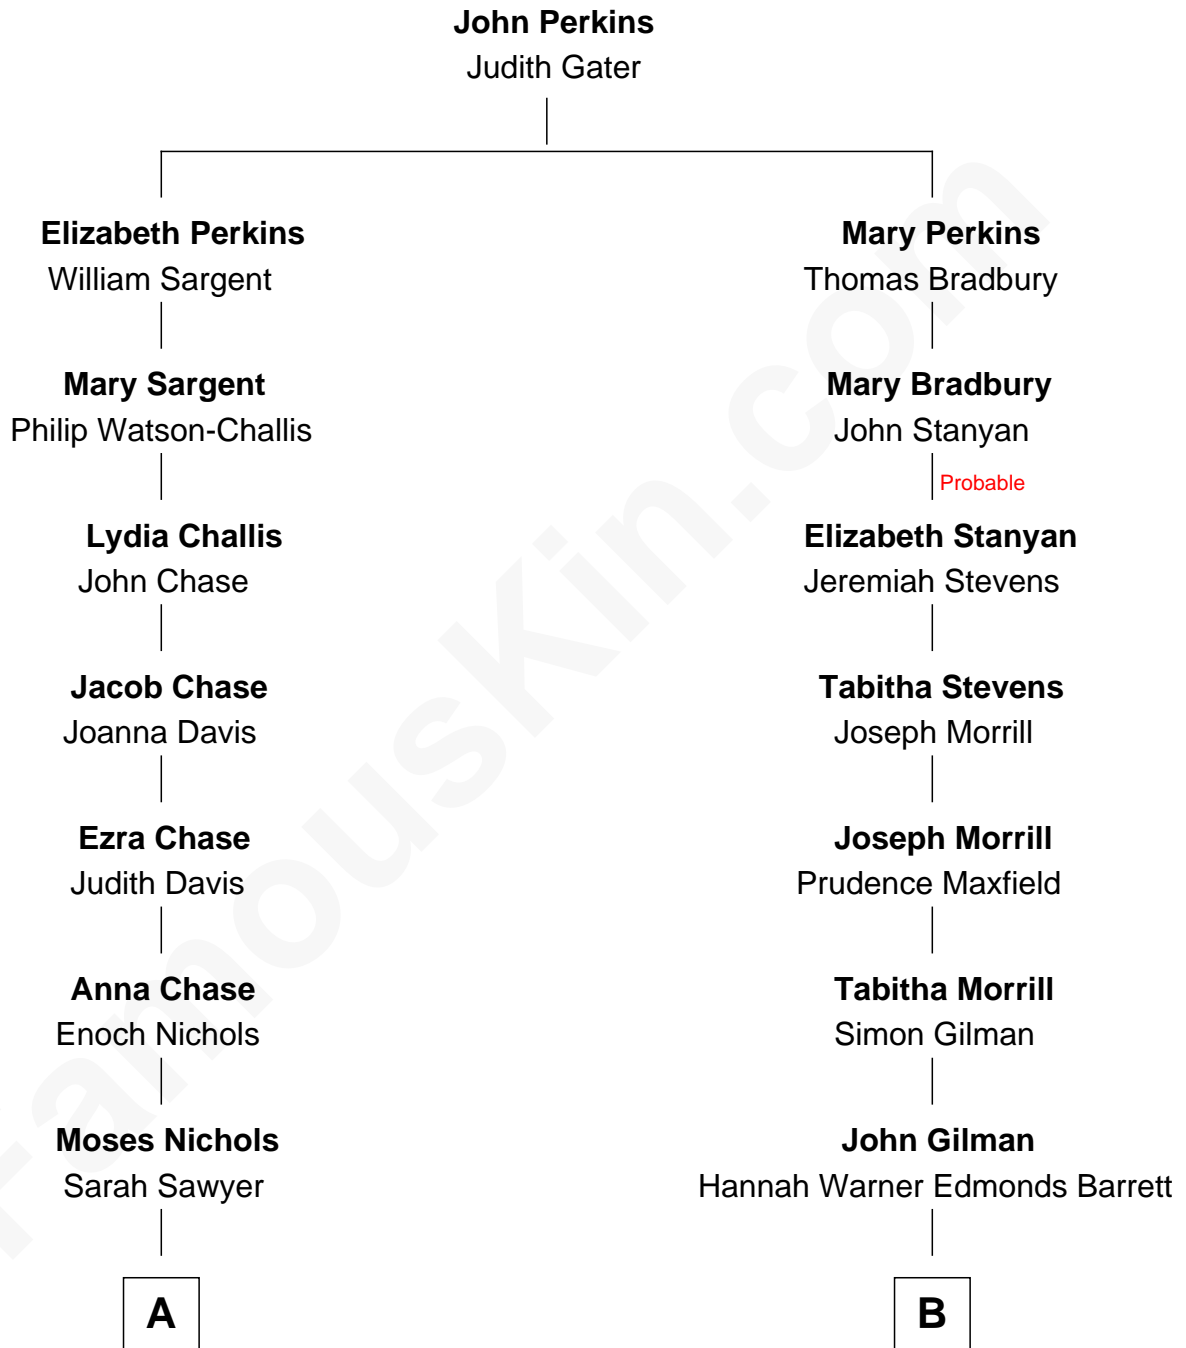 John Perkins
Judith Gater
Elizabeth Perkins
William Sargent
Mary Perkins
Thomas Bradbury
Mary Sargent
Philip Watson-Challis
Mary Bradbury
John Stanyan
Probable
Lydia Challis
John Chase
Elizabeth Stanyan
Jeremiah Stevens
Jacob Chase
Joanna Davis
Tabitha Stevens
Joseph Morrill
Ezra Chase
Judith Davis
Joseph Morrill
Prudence Maxfield
Anna Chase
Enoch Nichols
Tabitha Morrill
Simon Gilman
Moses Nichols
Sarah Sawyer
John Gilman
Hannah Warner Edmonds Barrett
A
B
FamousKin.com